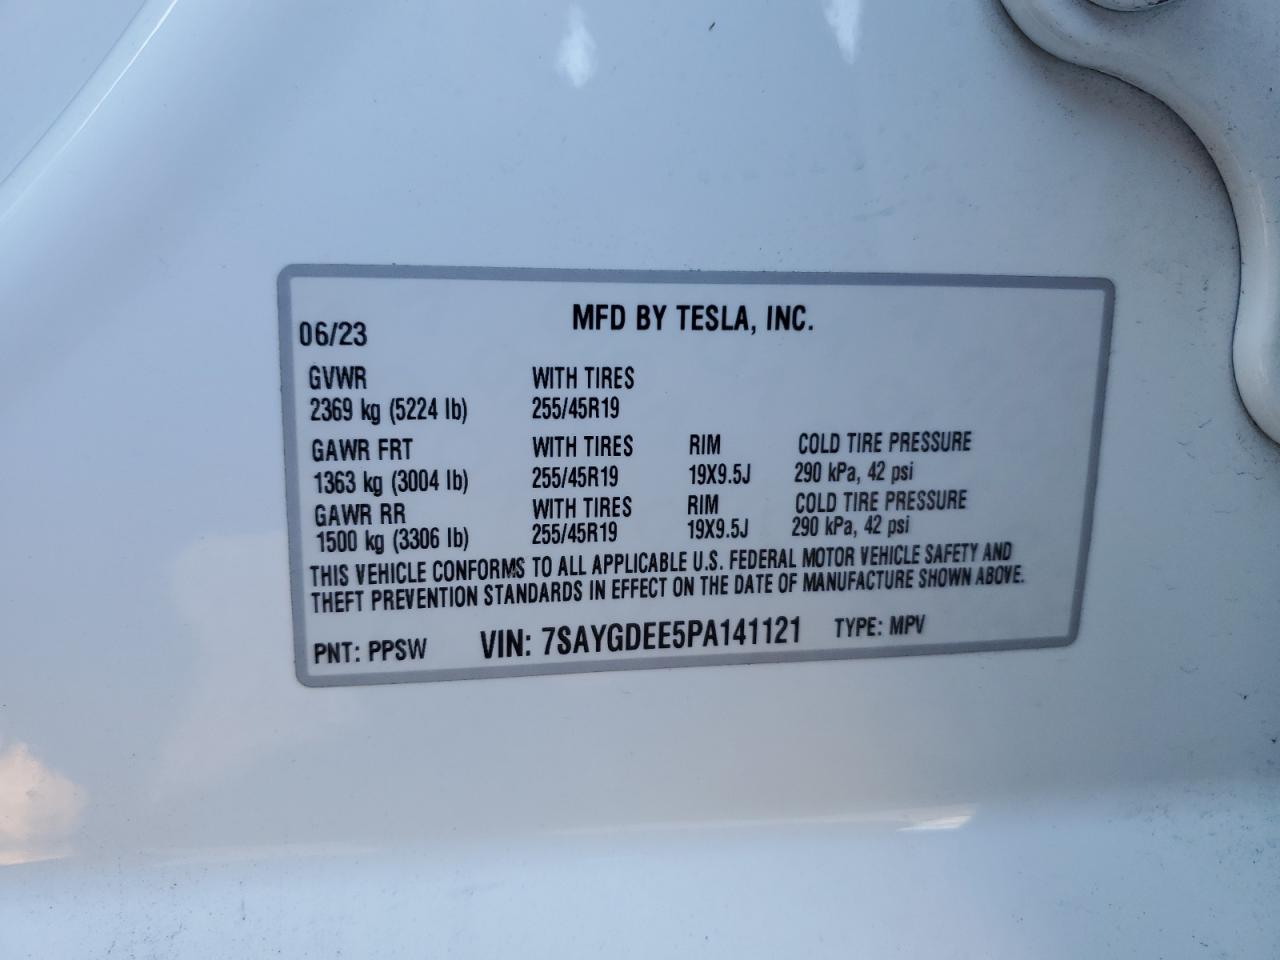 MFD BY TESLA, INC.
06/23
GVWR WITH TIRES
2369 kg (5224 lb) 255/45R19
GAWR FRT WITH TIRES RIM COLD TIRE PRESSURE
1363 kg (3004 lb) 255/45R19 19X9.5J 290 kPa, 42 psi
GAWR RR WITH TIRES RIM COLD TIRE PRESSURE
1500 kg (3306 lb) 255/45R19 19X9.5J 290 kPa, 42 psi
THIS VEHICLE CONFORMS TO ALL APPLICABLE U.S. FEDERAL MOTOR VEHICLE SAFETY AND
THEFT PREVENTION STANDARDS IN EFFECT ON THE DATE OF MANUFACTURE SHOWN ABOVE.
PNT: PPSW VIN: 7SAYGDEE5PA141121 TYPE: MPV